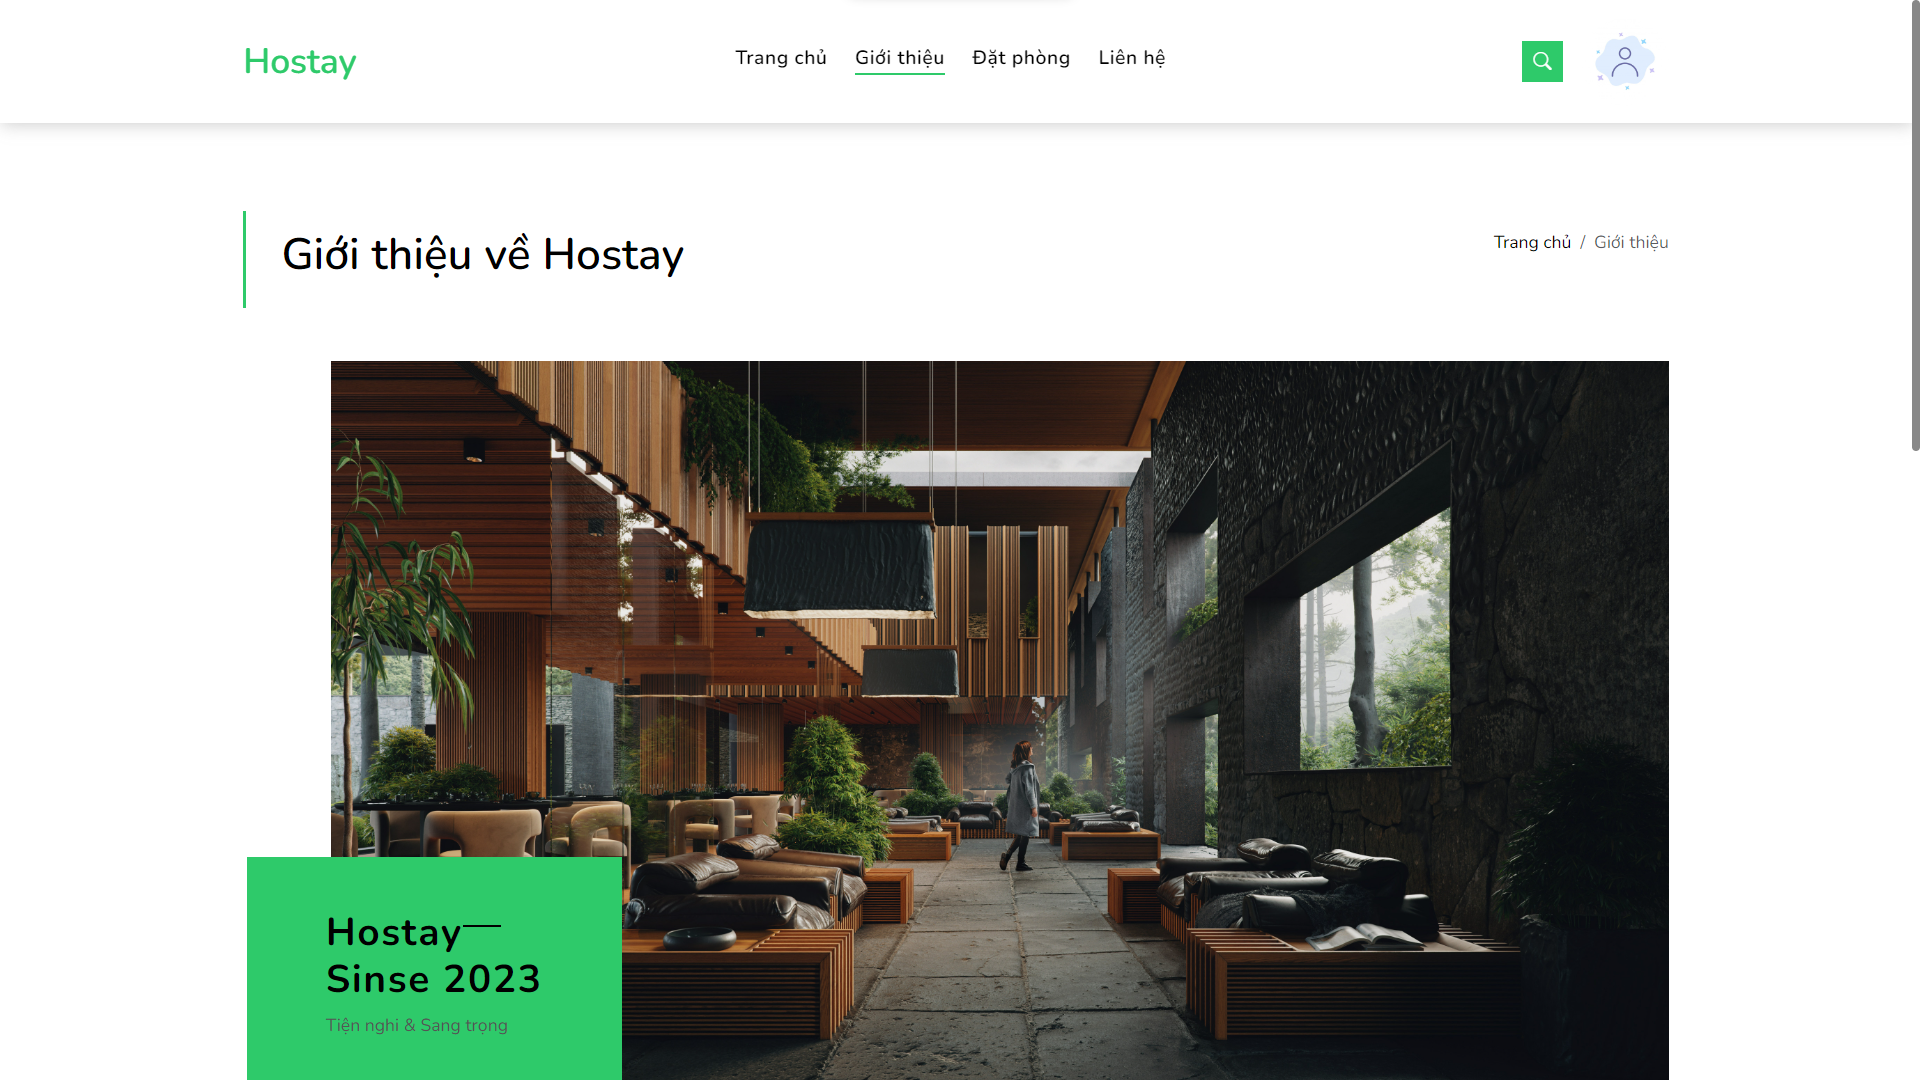 Hostay
Trang chủ Giới thiệu Đặt phòng Liên hệ
Giới thiệu về Hostay
Trang chủ / Giới thiệu
Hostay—
Sinse 2023
Tiện nghi & Sang trọng